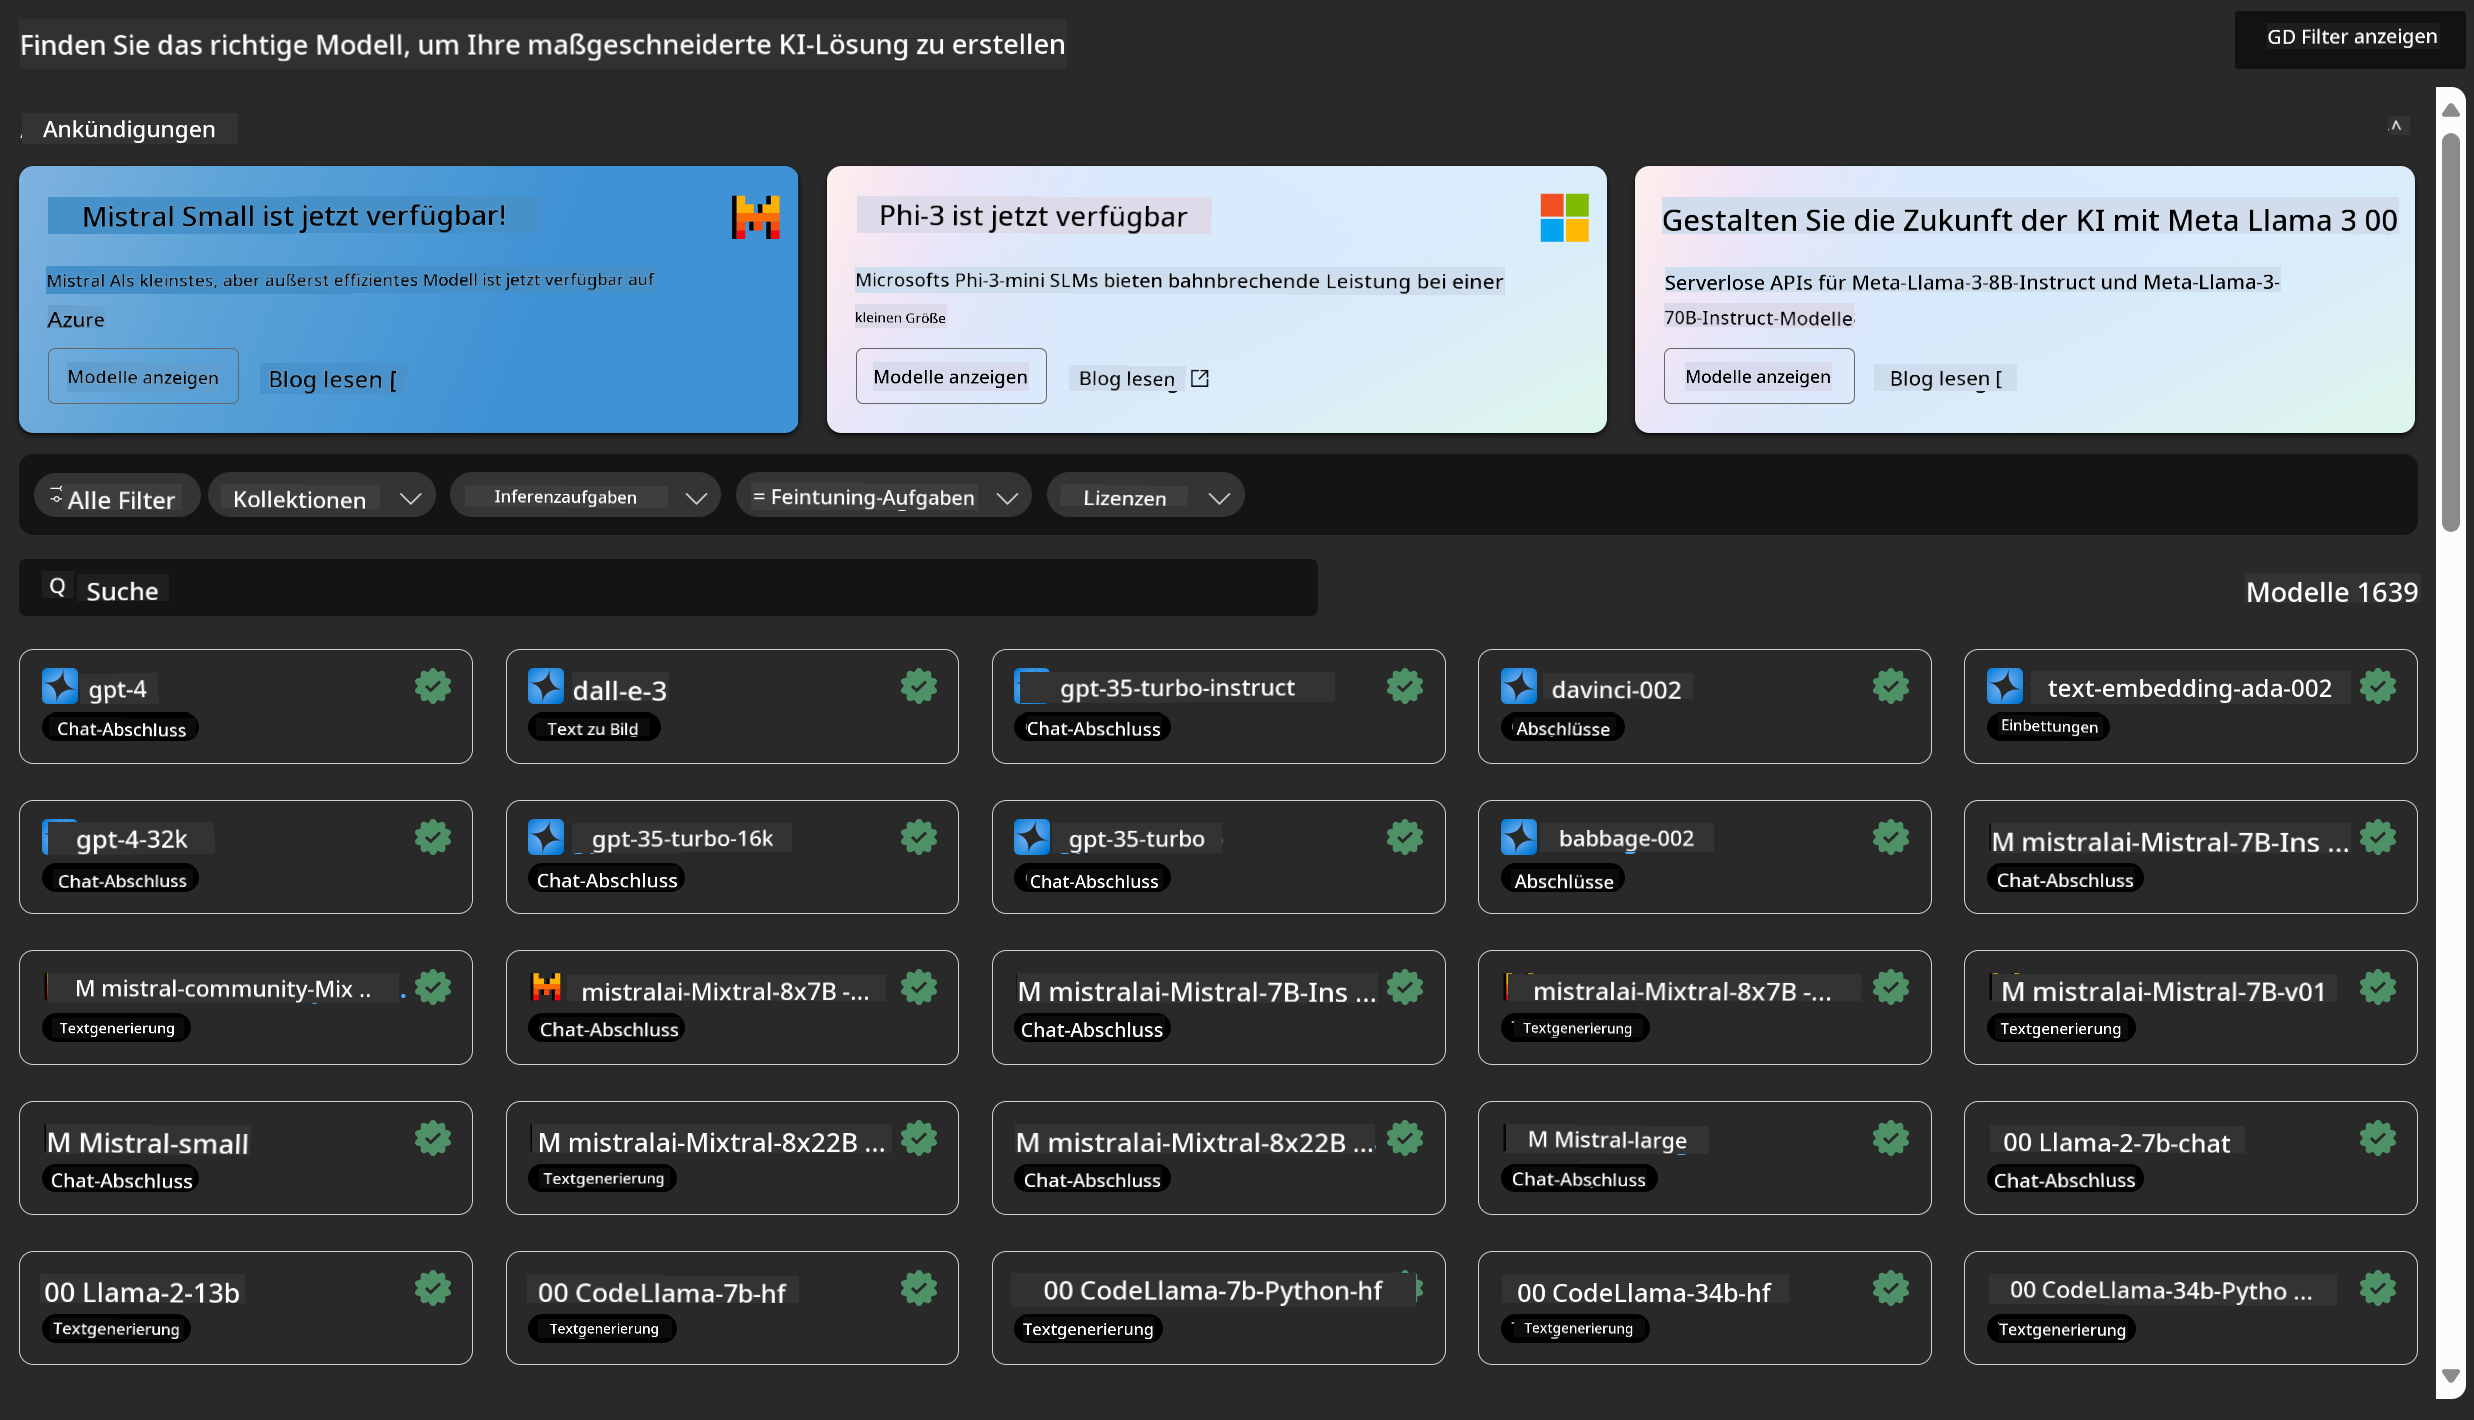 Finden Sie das richtige Modell, um Ihre maßgeschneiderte KI-Lösung zu erstellen
GD Filter anzeigen
Ankündigungen
Mistral Small ist jetzt verfügbar!
Mistral Als kleinstes, aber außerst effizientes Modell ist jetzt verfügbar auf
Azure
Modelle anzeigen
Blog lesen [
Phi-3 ist jetzt verfügbar
Microsofts Phi-3-mini SLMs bieten bahnbrechende Leistung bei einer
kleinen Größe
Modelle anzeigen
Blog lesen
Gestalten Sie die Zukunft der KI mit Meta Llama 3 00
Serverlose APIs für Meta-Llama-3-8B-Instruct und Meta-Llama-3-
70B-Instruct-Modelle
Modelle anzeigen
Blog lesen [
Alle Filter
Kollektionen
Inferenzaufgaben
= Feintuning-Aufgaben
Lizenzen
Q Suche
Modelle 1639
gpt-4
Chat-Abschluss
dall-e-3
Text zu Bild
gpt-35-turbo-instruct
Chat-Abschluss
davinci-002
Abschlüsse
text-embedding-ada-002
Einbettungen
gpt-4-32k
Chat-Abschluss
gpt-35-turbo-16k
Chat-Abschluss
gpt-35-turbo
Chat-Abschluss
babbage-002
Abschlüsse
M mistralai-Mistral-7B-Ins ...
Chat-Abschluss
M mistral-community-Mix ..
Textgenerierung
mistralai-Mixtral-8x7B -...
Chat-Abschluss
M mistralai-Mistral-7B-Ins ...
Chat-Abschluss
mistralai-Mixtral-8x7B -...
Textgenerierung
M mistralai-Mistral-7B-v01
Textgenerierung
M Mistral-small
Chat-Abschluss
M mistralai-Mixtral-8x22B ...
Textgenerierung
M mistralai-Mixtral-8x22B ...
Chat-Abschluss
M Mistral-large
Chat-Abschluss
00 Llama-2-7b-chat
Chat-Abschluss
00 Llama-2-13b
Textgenerierung
00 CodeLlama-7b-hf
Textgenerierung
00 CodeLlama-7b-Python-hf
Textgenerierung
00 CodeLlama-34b-hf
Textgenerierung
00 CodeLlama-34b-Pytho ...
Textgenerierung